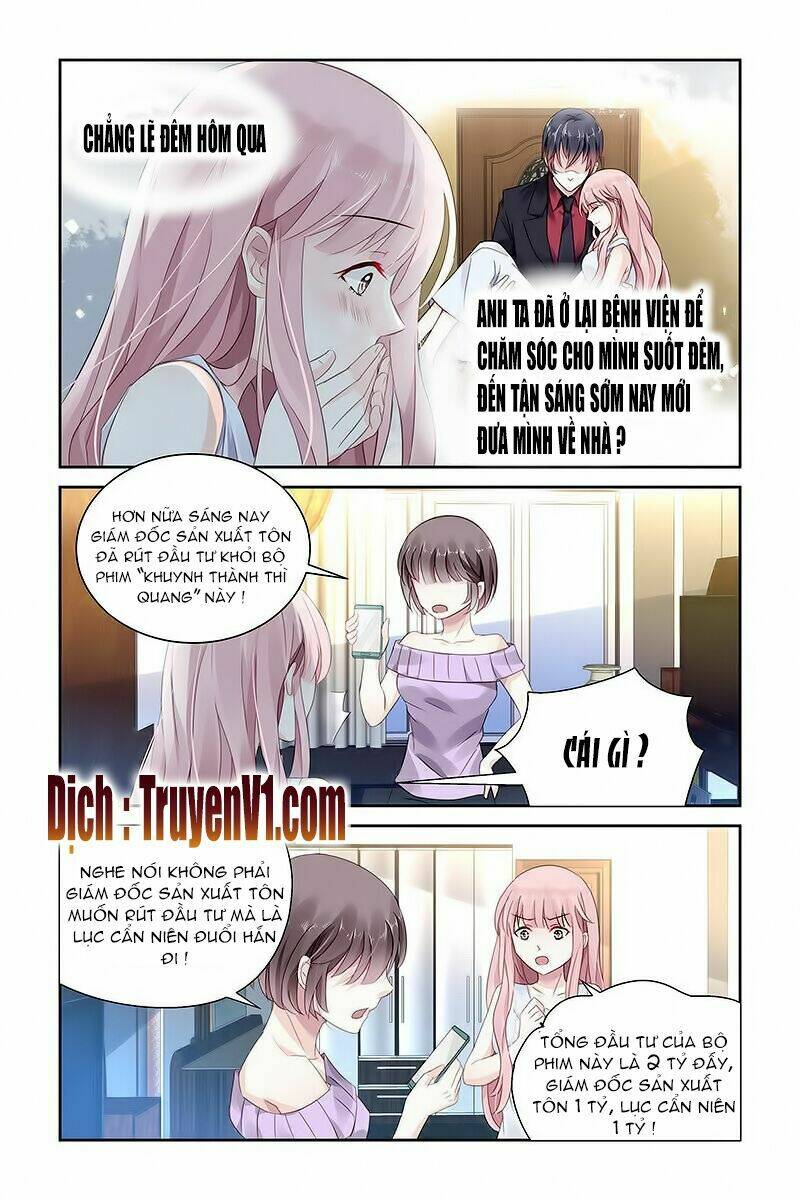 CHẲNG LẼ ĐÊM HÔM QUA
ANH TA ĐÃ Ở LẠI BỆNH VIỆN ĐỂ
CHĂM SÓC CHO MÌNH SUỐT ĐÊM,
ĐẾN TẬN SÁNG SỚM NAY MỚI
ĐƯA MÌNH VỀ NHÀ ?
HƠN NỮA SÁNG NAY
GIÁM ĐỐC SẢN XUẤT TÔN
ĐÃ RÚT ĐẦU TƯ KHỎI BỘ
PHIM "KHUYNH THÀNH THÌ
QUANG" NÀY !
CÁI GÌ ?
Dịch : TruyenV1.com
NGHE NÓI KHÔNG PHẢI
GIÁM ĐỐC SẢN XUẤT TÔN
MUỐN RÚT ĐẦU TƯ MÀ LÀ
LỤC CẨN NIÊN ĐUỔI HẮN
ĐI !
TỔNG ĐẦU TƯ CỦA BỘ
PHIM NÀY LÀ 2 TỶ ĐẤY,
GIÁM ĐỐC SẢN XUẤT
TÔN 1 TỶ, LỤC CẨN NIÊN
1 TỶ !